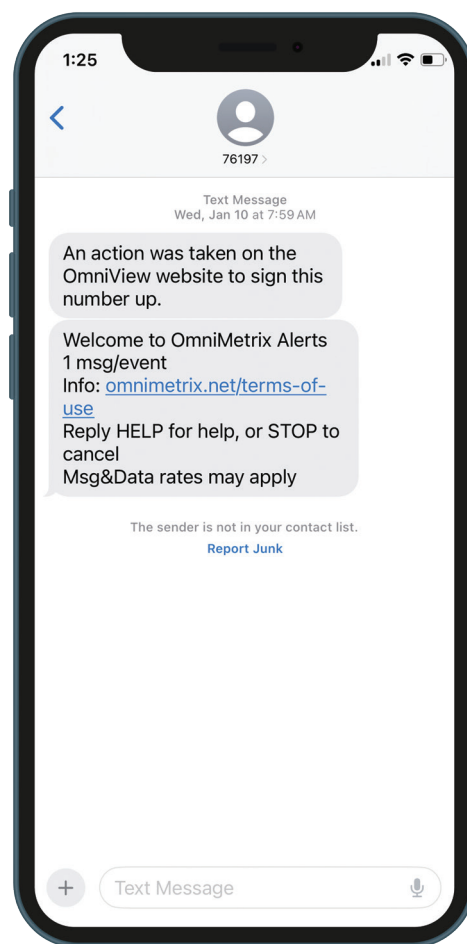 1:25
76197
Text Message
Wed, Jan 10 at 7:59 AM
An action was taken on the
OmniView website to sign this
number up.
Welcome to OmniMetrix Alerts
1 msg/event
Info: omnimetrix.net/terms-of-
use
Reply HELP for help, or STOP to
cancel
Msg&Data rates may apply
The sender is not in your contact list.
Report Junk
Text Message